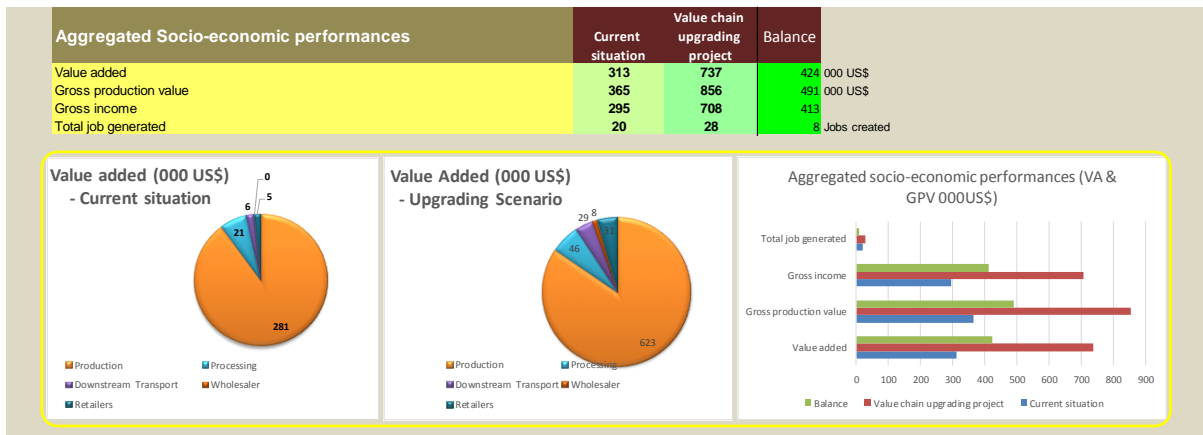 Aggregated Socio-economic performances
Current situation
Value chain upgrading project
Balance
Value added 313 737 424 000 US$
Gross production value 365 856 491 000 US$
Gross income 295 708 413
Total job generated 20 28 8 Jobs created
Value added (000 US$)
- Current situation
0
6
5
21
281
Production
Processing
Downstream Transport
Wholesaler
Retailers
Value Added (000 US$)
- Upgrading Scenario
29
8
31
46
623
Production
Processing
Downstream Transport
Wholesaler
Retailers
Aggregated socio-economic performances (VA &
GPV 000US$)
Total job generated
Gross income
Gross production value
Value added
0 100 200 300 400 500 600 700 800 900
Balance
Value chain upgrading project
Current situation